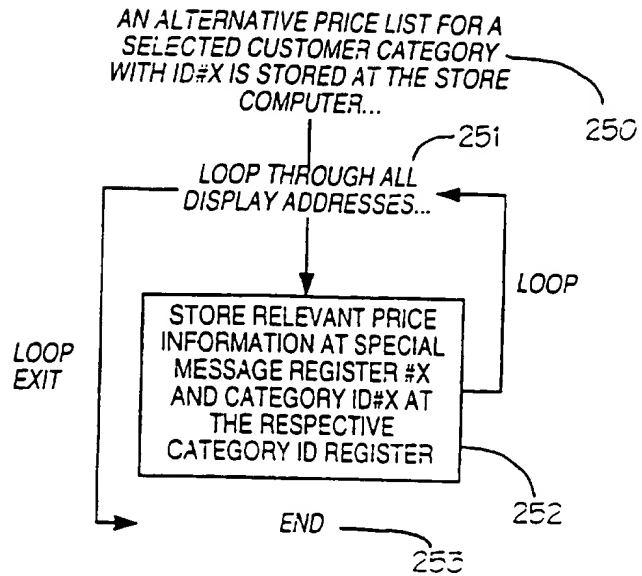 AN ALTERNATIVE PRICE LIST FOR A
SELECTED CUSTOMER CATEGORY
WITH ID#X IS STORED AT THE STORE
COMPUTER...
250
251
LOOP THROUGH ALL
DISPLAY ADDRESSES...
LOOP
LOOP
EXIT
STORE RELEVANT PRICE
INFORMATION AT SPECIAL
MESSAGE REGISTER #X
AND CATEGORY ID#X AT
THE RESPECTIVE
CATEGORY ID REGISTER
252
END
253